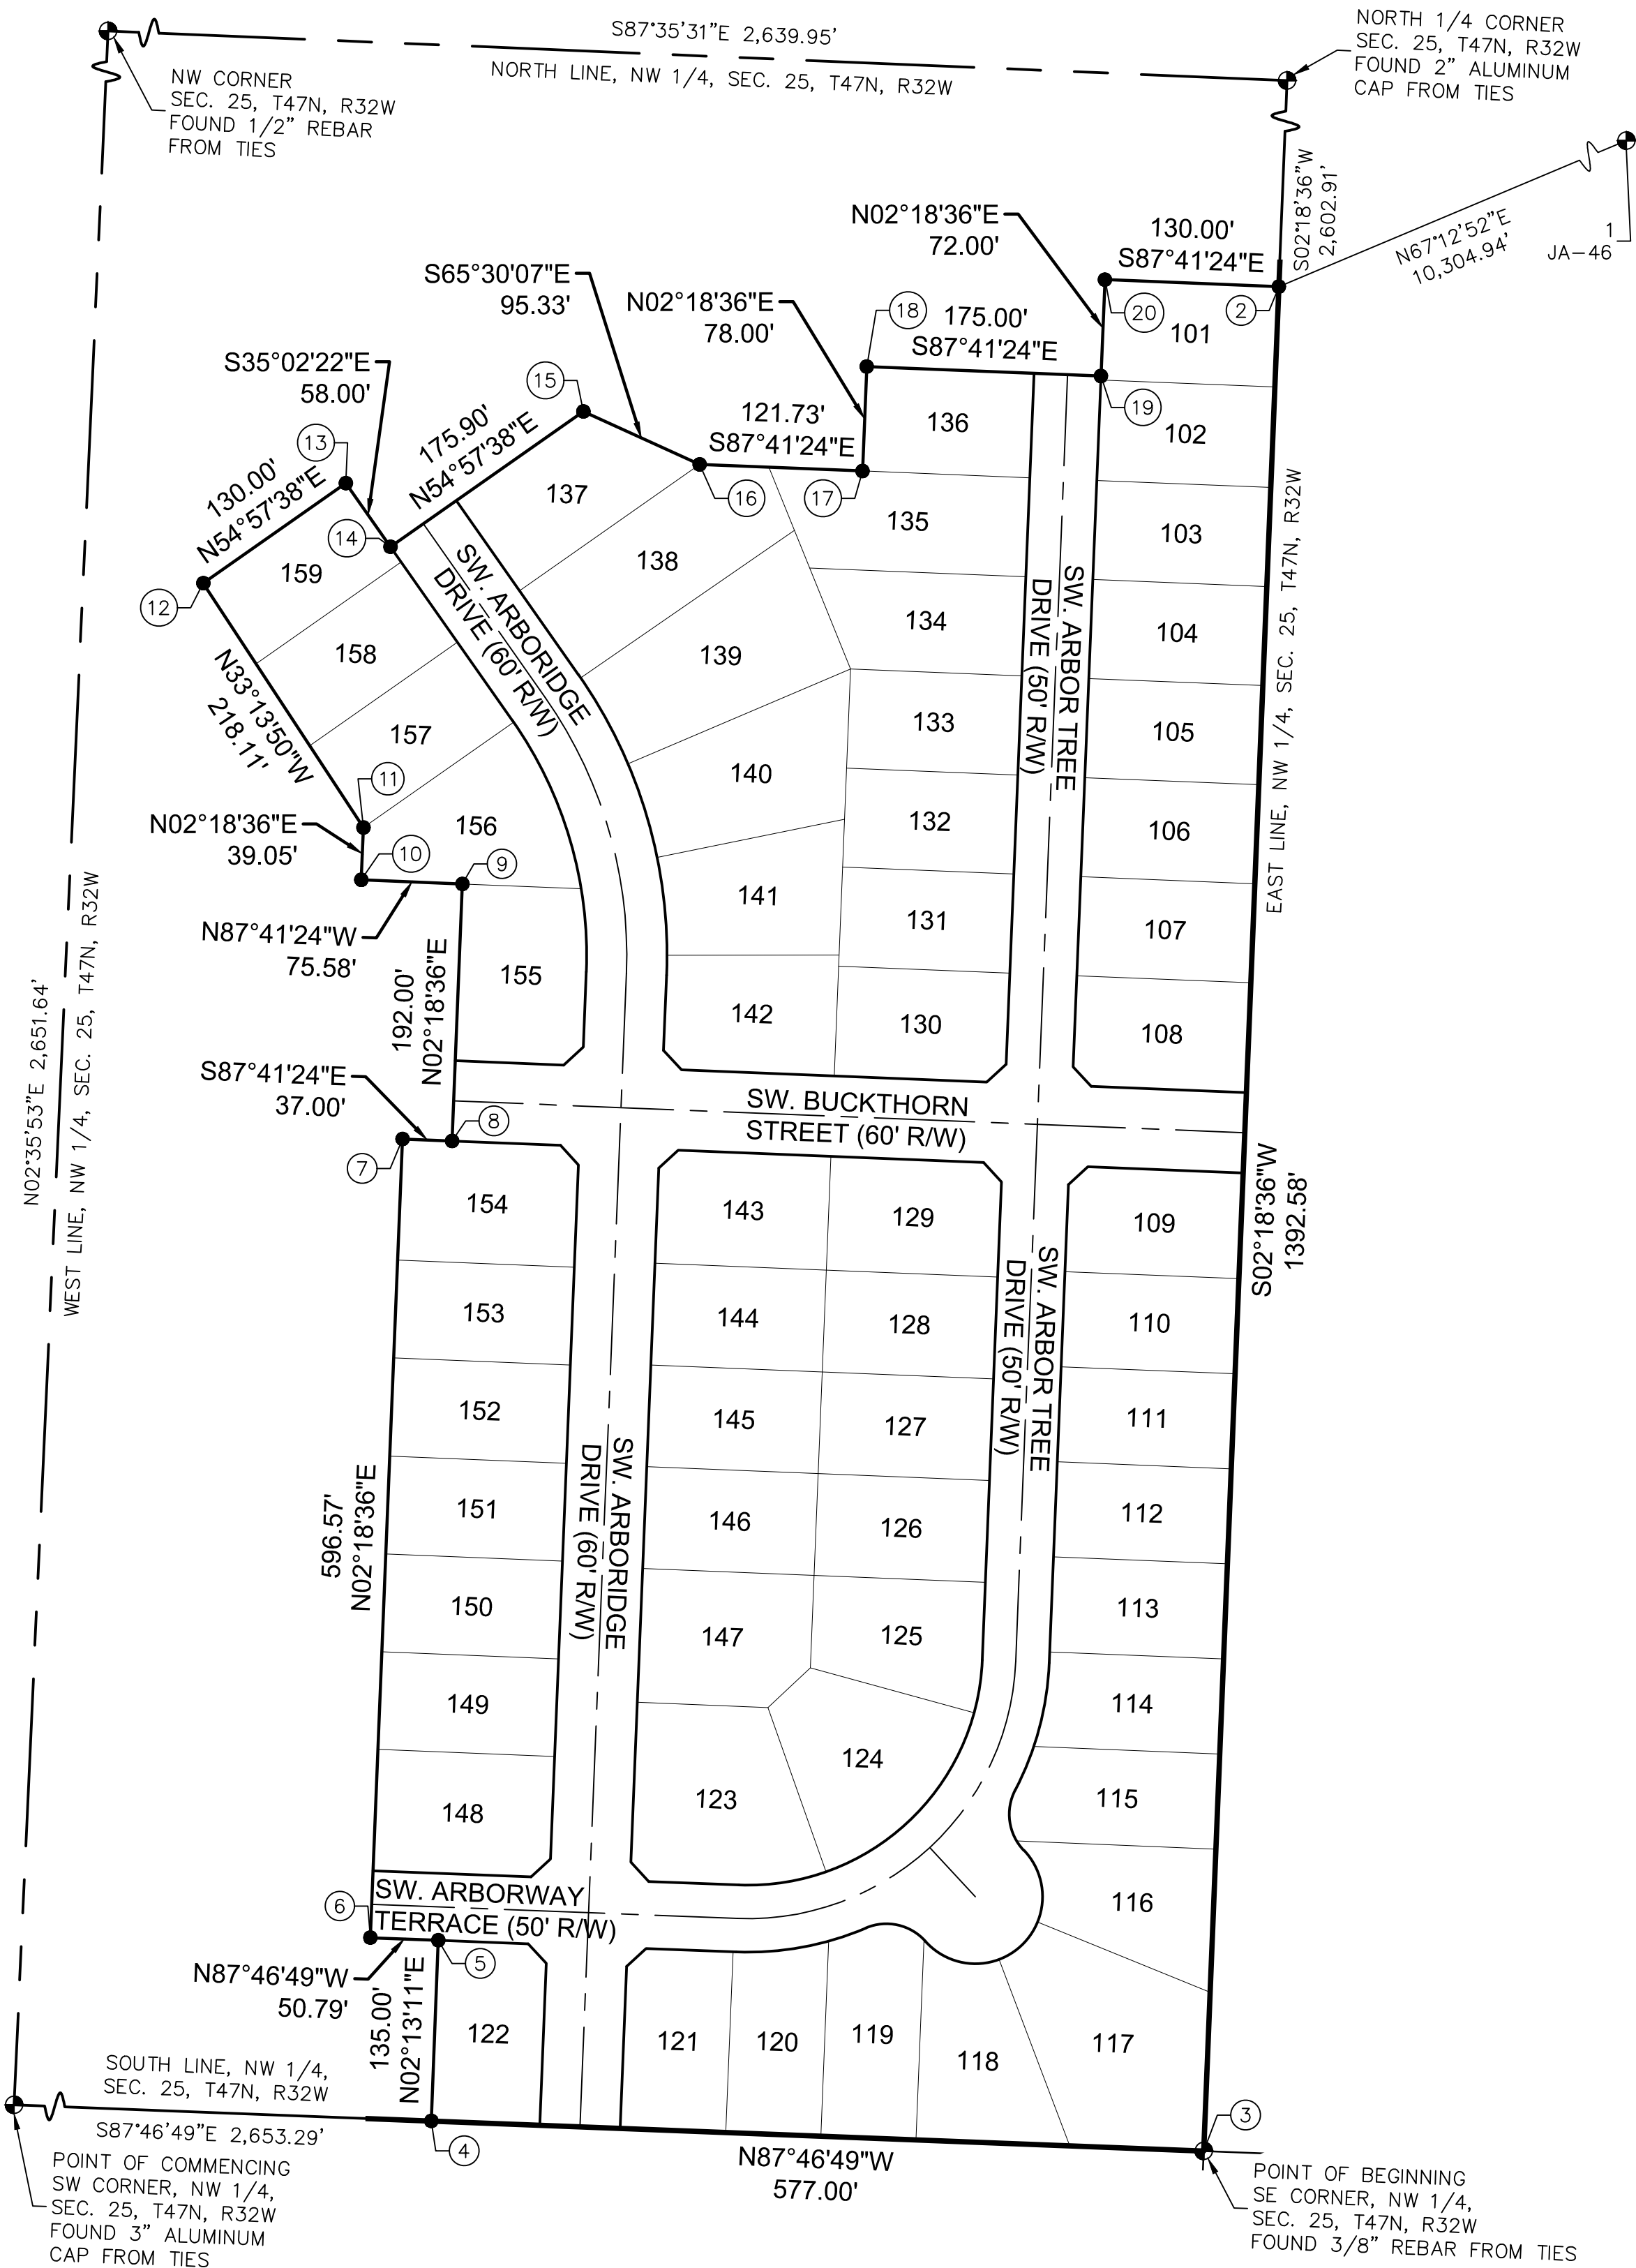 S87°35'31"E 2,639.95'
NORTH LINE, NW 1/4, SEC. 25, T47N, R32W
NORTH 1/4 CORNER
SEC. 25, T47N, R32W
FOUND 2" ALUMINUM
CAP FROM TIES
NW CORNER
SEC. 25, T47N, R32W
FOUND 1/2" REBAR
FROM TIES
S02°18'36"W
2,602.91'
N67°12'52"E
10,304.94'
1
JA-46
N02°18'36"E
72.00'
130.00'
S87°41'24"E
20
2
101
S65°30'07"E
95.33'
N02°18'36"E
78.00'
18
175.00'
S87°41'24"E
19
S35°02'22"E
58.00'
15
175.90'
N54°57'38"E
121.73'
S87°41'24"E
136
102
13
130.00'
N54°57'38"E
14
137
16
17
135
103
12
159
138
SW. ARBORIDGE
DRIVE (60' R/W)
SW. ARBOR TREE
DRIVE (50' R/W)
EAST LINE, NW 1/4, SEC. 25, T47N, R32W
158
139
134
104
N33°13'50"W
218.11'
157
133
105
11
140
N02°18'36"E
39.05'
10
156
9
132
106
N87°41'24"W
75.58'
141
131
107
192.00'
N02°18'36"E
155
142
130
108
N02°35'53"E 2,651.64'
WEST LINE, NW 1/4, SEC. 25, T47N, R32W
S87°41'24"E
37.00'
8
7
SW. BUCKTHORN
STREET (60' R/W)
S02°18'36"W
1392.58'
154
143
129
109
153
144
128
110
SW. ARBOR TREE
DRIVE (50' R/W)
152
145
127
111
596.57'
N02°18'36"E
151
146
126
112
SW. ARBORIDGE
DRIVE (60' R/W)
150
147
125
113
149
124
114
148
123
115
6
SW. ARBORWAY
TERRACE (50' R/W)
116
5
N87°46'49"W
50.79'
135.00'
N02°13'11"E
122
121
120
119
118
117
SOUTH LINE, NW 1/4,
SEC. 25, T47N, R32W
S87°46'49"E 2,653.29'
4
3
N87°46'49"W
577.00'
POINT OF COMMENCING
SW CORNER, NW 1/4,
SEC. 25, T47N, R32W
FOUND 3" ALUMINUM
CAP FROM TIES
POINT OF BEGINNING
SE CORNER, NW 1/4,
SEC. 25, T47N, R32W
FOUND 3/8" REBAR FROM TIES